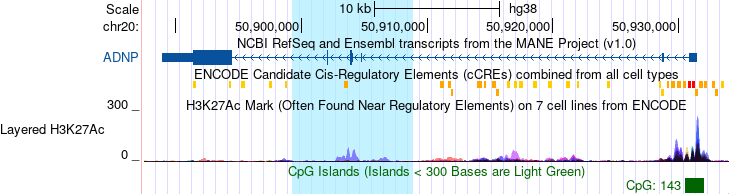 Scale 10 kb hg38
chr20: 50,900,000 50,910,000 50,920,000 50,930,000
NCBI RefSeq and Ensembl transcripts from the MANE Project (v1.0)
ADNP
ENCODE Candidate Cis-Regulatory Elements (cCREs) combined from all cell types
300 _ H3K27Ac Mark (Often Found Near Regulatory Elements) on 7 cell lines from ENCODE
Layered H3K27Ac
0 _
CpG Islands (Islands < 300 Bases are Light Green)
CpG: 143